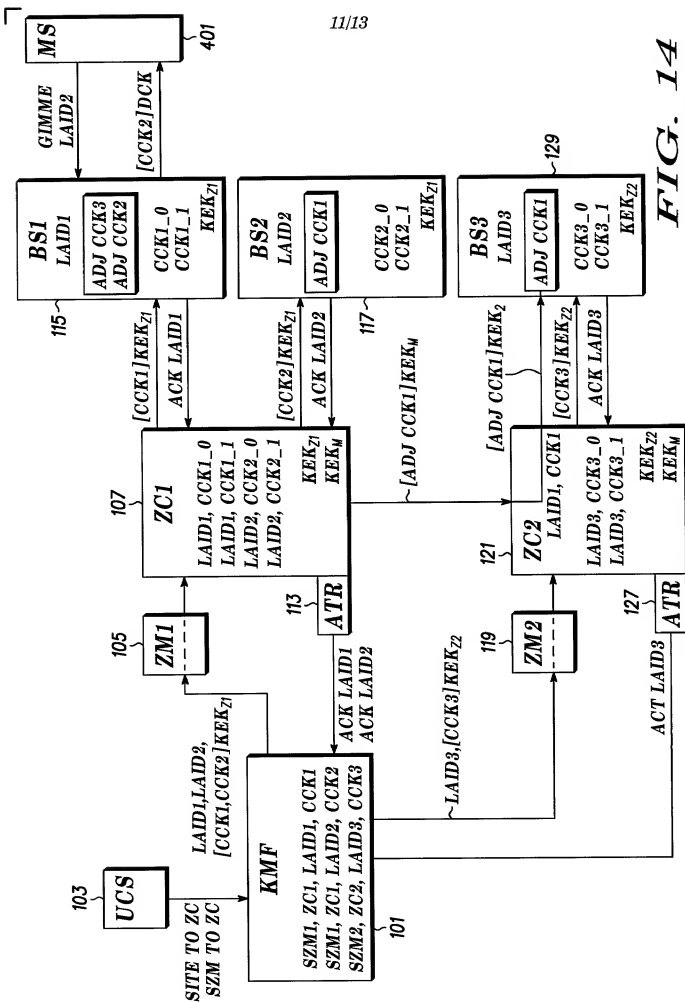 11/13
UCS
103
SITE TO ZC
SZM TO ZC
KMF
SZM1, ZC1, LAID1, CCK1
SZM1, ZC1, LAID2, CCK2
SZM2, ZC2, LAID3, CCK3
101
LAID1,LAID2,
[CCK1,CCK2]KEKZ1
105
ZM1
ACK LAID1
ACK LAID2
LAID3,[CCK3]KEKZ2
119
ZM2
ACT LAID3
107
ZC1
LAID1, CCK1_0
LAID1, CCK1_1
LAID2, CCK2_0
LAID2, CCK2_1
KEKZ1
KEKM
113
ATR
[ADJ CCK1]KEKM
121
ZC2
LAID1, CCK1
LAID3, CCK3_0
LAID3, CCK3_1
KEKZ2
KEKM
127
ATR
[CCK1]KEKZ1
ACK LAID1
[CCK2]KEKZ1
ACK LAID2
[ADJ CCK1]KEK2
[CCK3]KEKZ2
ACK LAID3
115
BS1
LAID1
ADJ CCK3
ADJ CCK2
CCK1_0
CCK1_1
KEKZ1
BS2
LAID2
ADJ CCK1
CCK2_0
CCK2_1
KEKZ1
117
BS3
LAID3
ADJ CCK1
CCK3_0
CCK3_1
KEKZ2
129
GIMME
LAID2
[CCK2]DCK
MS
401
FIG. 14